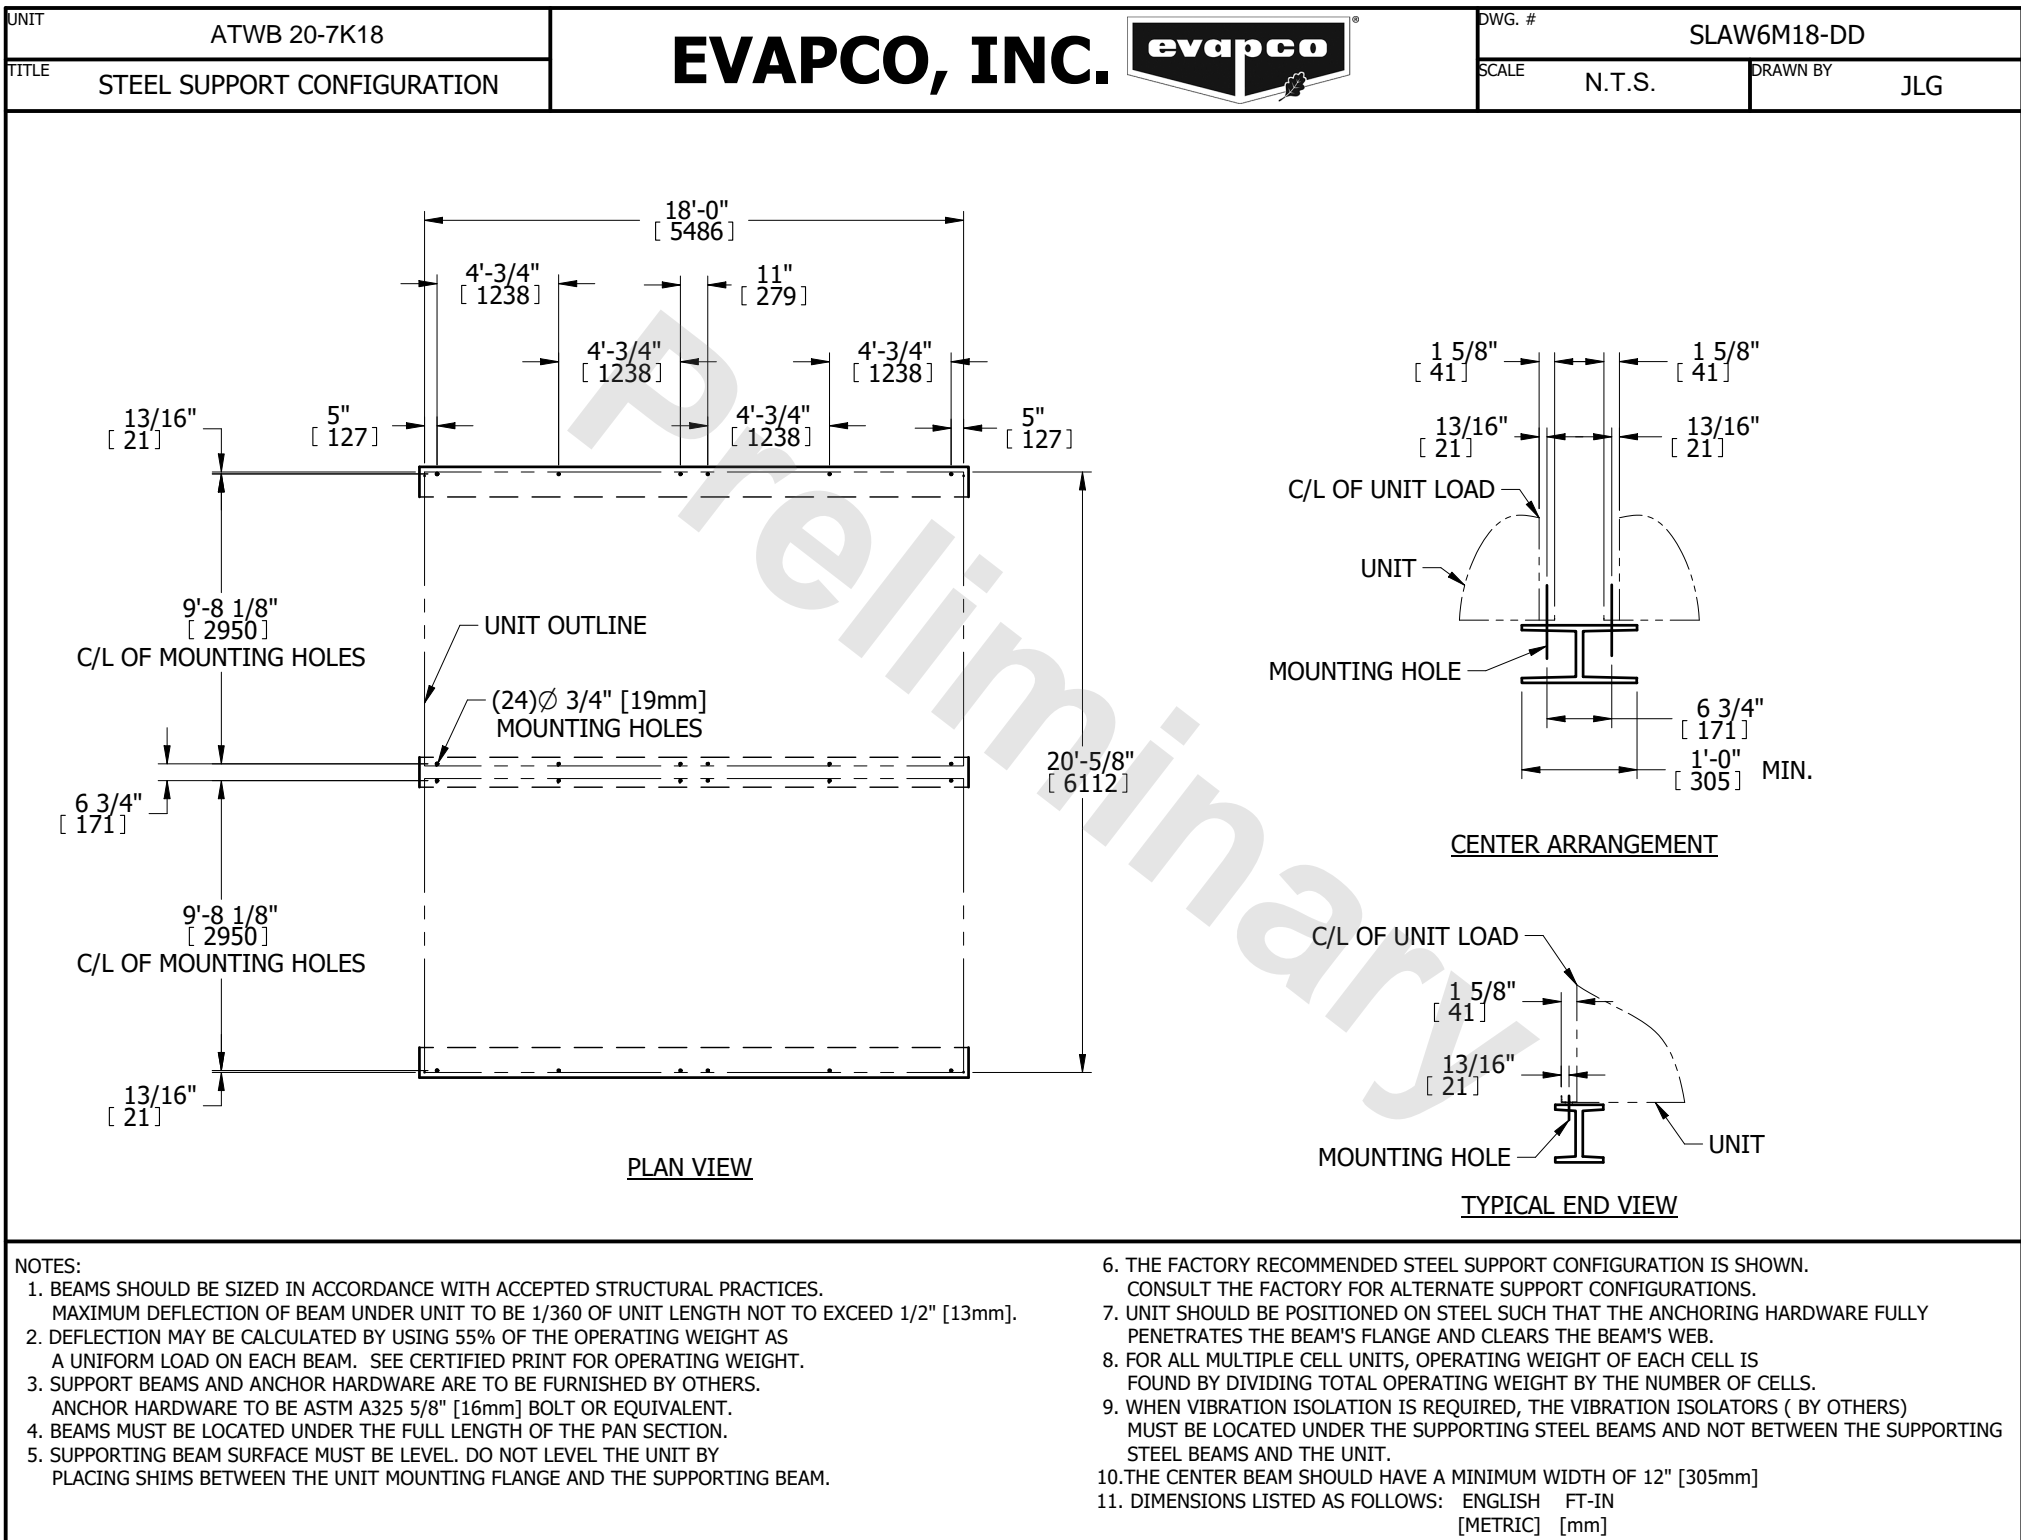 UNIT
ATWB 20-7K18
TITLE
STEEL SUPPORT CONFIGURATION
EVAPCO, INC.
evapco
®
DWG. #
SLAW6M18-DD
SCALE
N.T.S.
DRAWN BY
JLG
18'-0"
[ 5486 ]
4'-3/4"
[ 1238 ]
11"
[ 279 ]
4'-3/4"
[ 1238 ]
4'-3/4"
[ 1238 ]
13/16"
[ 21 ]
5"
[ 127 ]
4'-3/4"
[ 1238 ]
5"
[ 127 ]
9'-8 1/8"
[ 2950 ]
C/L OF MOUNTING HOLES
UNIT OUTLINE
(24)∅ 3/4" [19mm]
MOUNTING HOLES
6 3/4"
[ 171 ]
20'-5/8"
[ 6112 ]
9'-8 1/8"
[ 2950 ]
C/L OF MOUNTING HOLES
13/16"
[ 21 ]
PLAN VIEW
Preliminary
1 5/8"
[ 41 ]
1 5/8"
[ 41 ]
13/16"
[ 21 ]
13/16"
[ 21 ]
C/L OF UNIT LOAD
UNIT
MOUNTING HOLE
6 3/4"
[ 171 ]
1'-0"
[ 305 ] MIN.
CENTER ARRANGEMENT
C/L OF UNIT LOAD
1 5/8"
[ 41 ]
13/16"
[ 21 ]
MOUNTING HOLE
UNIT
TYPICAL END VIEW
NOTES:
1. BEAMS SHOULD BE SIZED IN ACCORDANCE WITH ACCEPTED STRUCTURAL PRACTICES.
MAXIMUM DEFLECTION OF BEAM UNDER UNIT TO BE 1/360 OF UNIT LENGTH NOT TO EXCEED 1/2" [13mm].
2. DEFLECTION MAY BE CALCULATED BY USING 55% OF THE OPERATING WEIGHT AS
A UNIFORM LOAD ON EACH BEAM. SEE CERTIFIED PRINT FOR OPERATING WEIGHT.
3. SUPPORT BEAMS AND ANCHOR HARDWARE ARE TO BE FURNISHED BY OTHERS.
ANCHOR HARDWARE TO BE ASTM A325 5/8" [16mm] BOLT OR EQUIVALENT.
4. BEAMS MUST BE LOCATED UNDER THE FULL LENGTH OF THE PAN SECTION.
5. SUPPORTING BEAM SURFACE MUST BE LEVEL. DO NOT LEVEL THE UNIT BY
PLACING SHIMS BETWEEN THE UNIT MOUNTING FLANGE AND THE SUPPORTING BEAM.
6. THE FACTORY RECOMMENDED STEEL SUPPORT CONFIGURATION IS SHOWN.
CONSULT THE FACTORY FOR ALTERNATE SUPPORT CONFIGURATIONS.
7. UNIT SHOULD BE POSITIONED ON STEEL SUCH THAT THE ANCHORING HARDWARE FULLY
PENETRATES THE BEAM'S FLANGE AND CLEARS THE BEAM'S WEB.
8. FOR ALL MULTIPLE CELL UNITS, OPERATING WEIGHT OF EACH CELL IS
FOUND BY DIVIDING TOTAL OPERATING WEIGHT BY THE NUMBER OF CELLS.
9. WHEN VIBRATION ISOLATION IS REQUIRED, THE VIBRATION ISOLATORS ( BY OTHERS)
MUST BE LOCATED UNDER THE SUPPORTING STEEL BEAMS AND NOT BETWEEN THE SUPPORTING
STEEL BEAMS AND THE UNIT.
10.THE CENTER BEAM SHOULD HAVE A MINIMUM WIDTH OF 12" [305mm]
11. DIMENSIONS LISTED AS FOLLOWS: ENGLISH FT-IN
[METRIC] [mm]